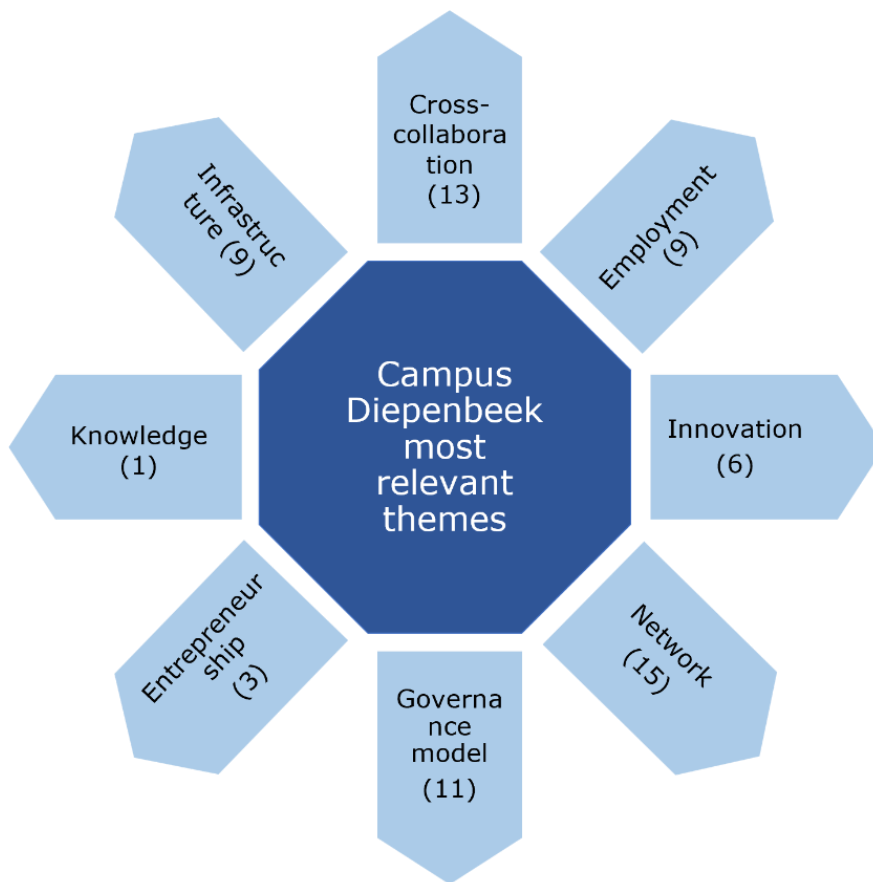 Cross-
collabora
tion
(13)
Infrastruc
ture (9)
Employment
(9)
Campus
Diepenbeek
most
relevant
themes
Knowledge
(1)
Innovation
(6)
Entrepreneur
ship
(3)
Network
(15)
Governa
nce
model
(11)